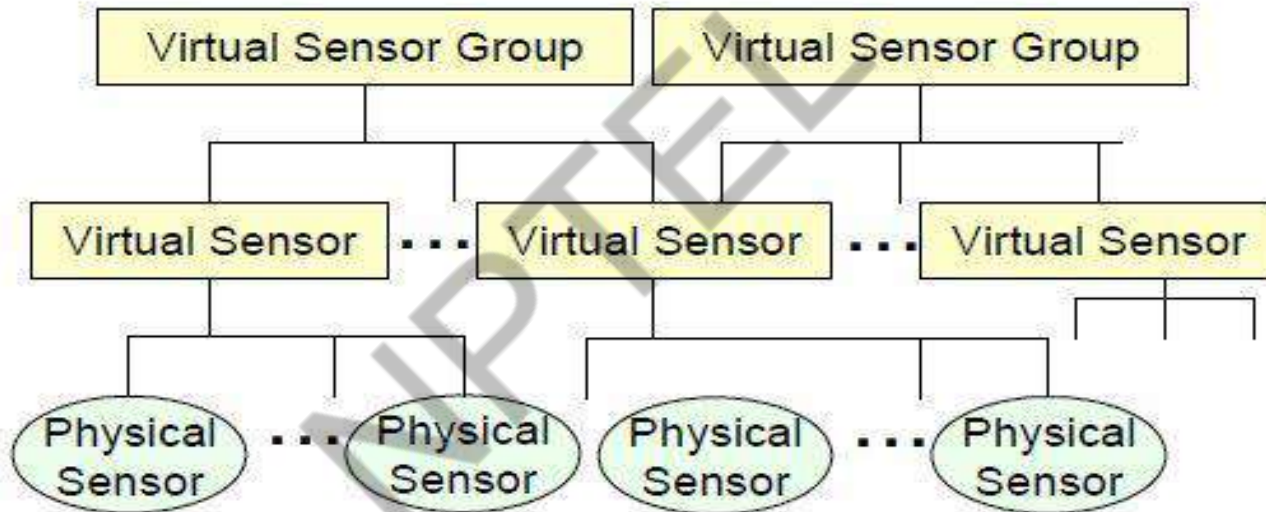 Virtual Sensor Group
Virtual Sensor Group
Virtual Sensor
...
Virtual Sensor
...
Virtual Sensor
Physical
Sensor
...
Physical
Sensor
Physical
Sensor
...
Physical
Sensor
NPTEL